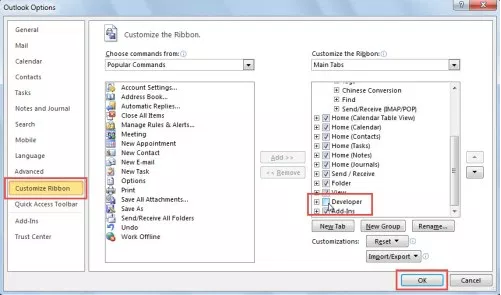 Outlook Options
General
Mail
Calendar
Contacts
Tasks
Notes and Journal
Search
Mobile
Language
Advanced
Customize Ribbon
Quick Access Toolbar
Add-Ins
Trust Center
Customize the Ribbon.
Choose commands from:
Popular Commands
Account Settings...
Address Book...
Automatic Replies...
Close All Items
Manage Rules & Alerts...
Meeting
New Appointment
New Contact
New E-mail
New Task
Options
Print
Save All Attachments...
Save As
Send/Receive All Folders
Undo
Work Offline
Add >>
<< Remove
Customize the Ribbon:
Main Tabs
Chinese Conversion
Find
Send/Receive (IMAP/POP)
Home (Calendar Table View)
Home (Calendar)
Home (Contacts)
Home (Tasks)
Home (Notes)
Home (Journals)
Send / Receive
Folder
View
Developer
Add-Ins
New Tab
New Group
Rename...
Customizations:
Reset
Import/Export
OK
Cancel